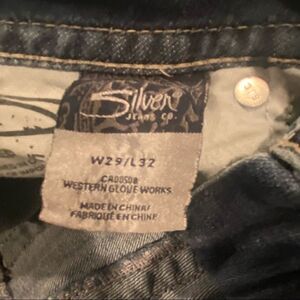 Silver
JEANS CO.
W29/L32
CA00508
WESTERN GLOVE WORKS
MADE IN CHINA/
FABRIQUÉ EN CHINE